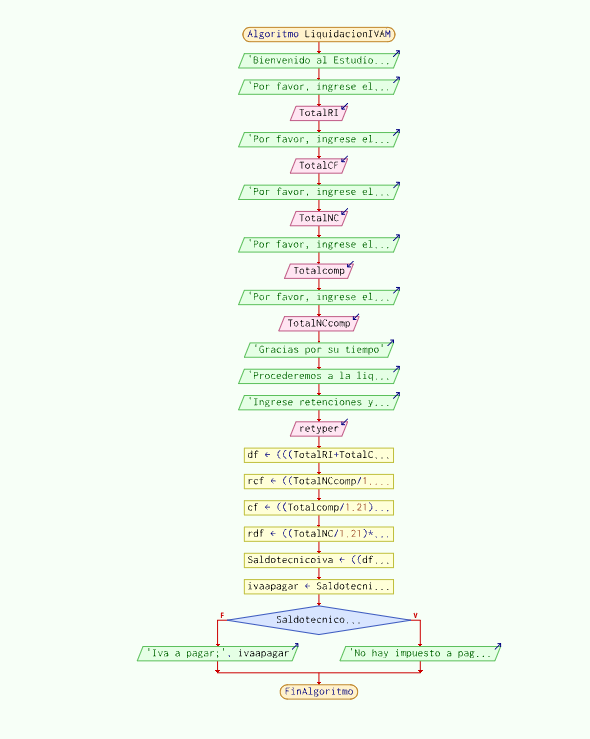 Algoritmo LiquidacionIVAM
'Bienvenido al Estudio...
'Por favor, ingrese el...
TotalRI
'Por favor, ingrese el...
TotalCF
'Por favor, ingrese el...
TotalNC
'Por favor, ingrese el...
Totalcomp
'Por favor, ingrese el...
TotalNCcomp
'Gracias por su tiempo'
'Procederemos a la liq...
'Ingrese retenciones y...
retyper
df ← (((TotalRI+TotalC...
rcf ← ((TotalNCcomp/1....
cf ← ((Totalcomp/1.21)...
rdf ← ((TotalNC/1.21)*...
Saldotecnicoiva ← ((df...
ivaapagar ← Saldotecni...
F V
Saldotecnico...
'Iva a pagar;', ivaapagar 'No hay impuesto a pag...
FinAlgoritmo